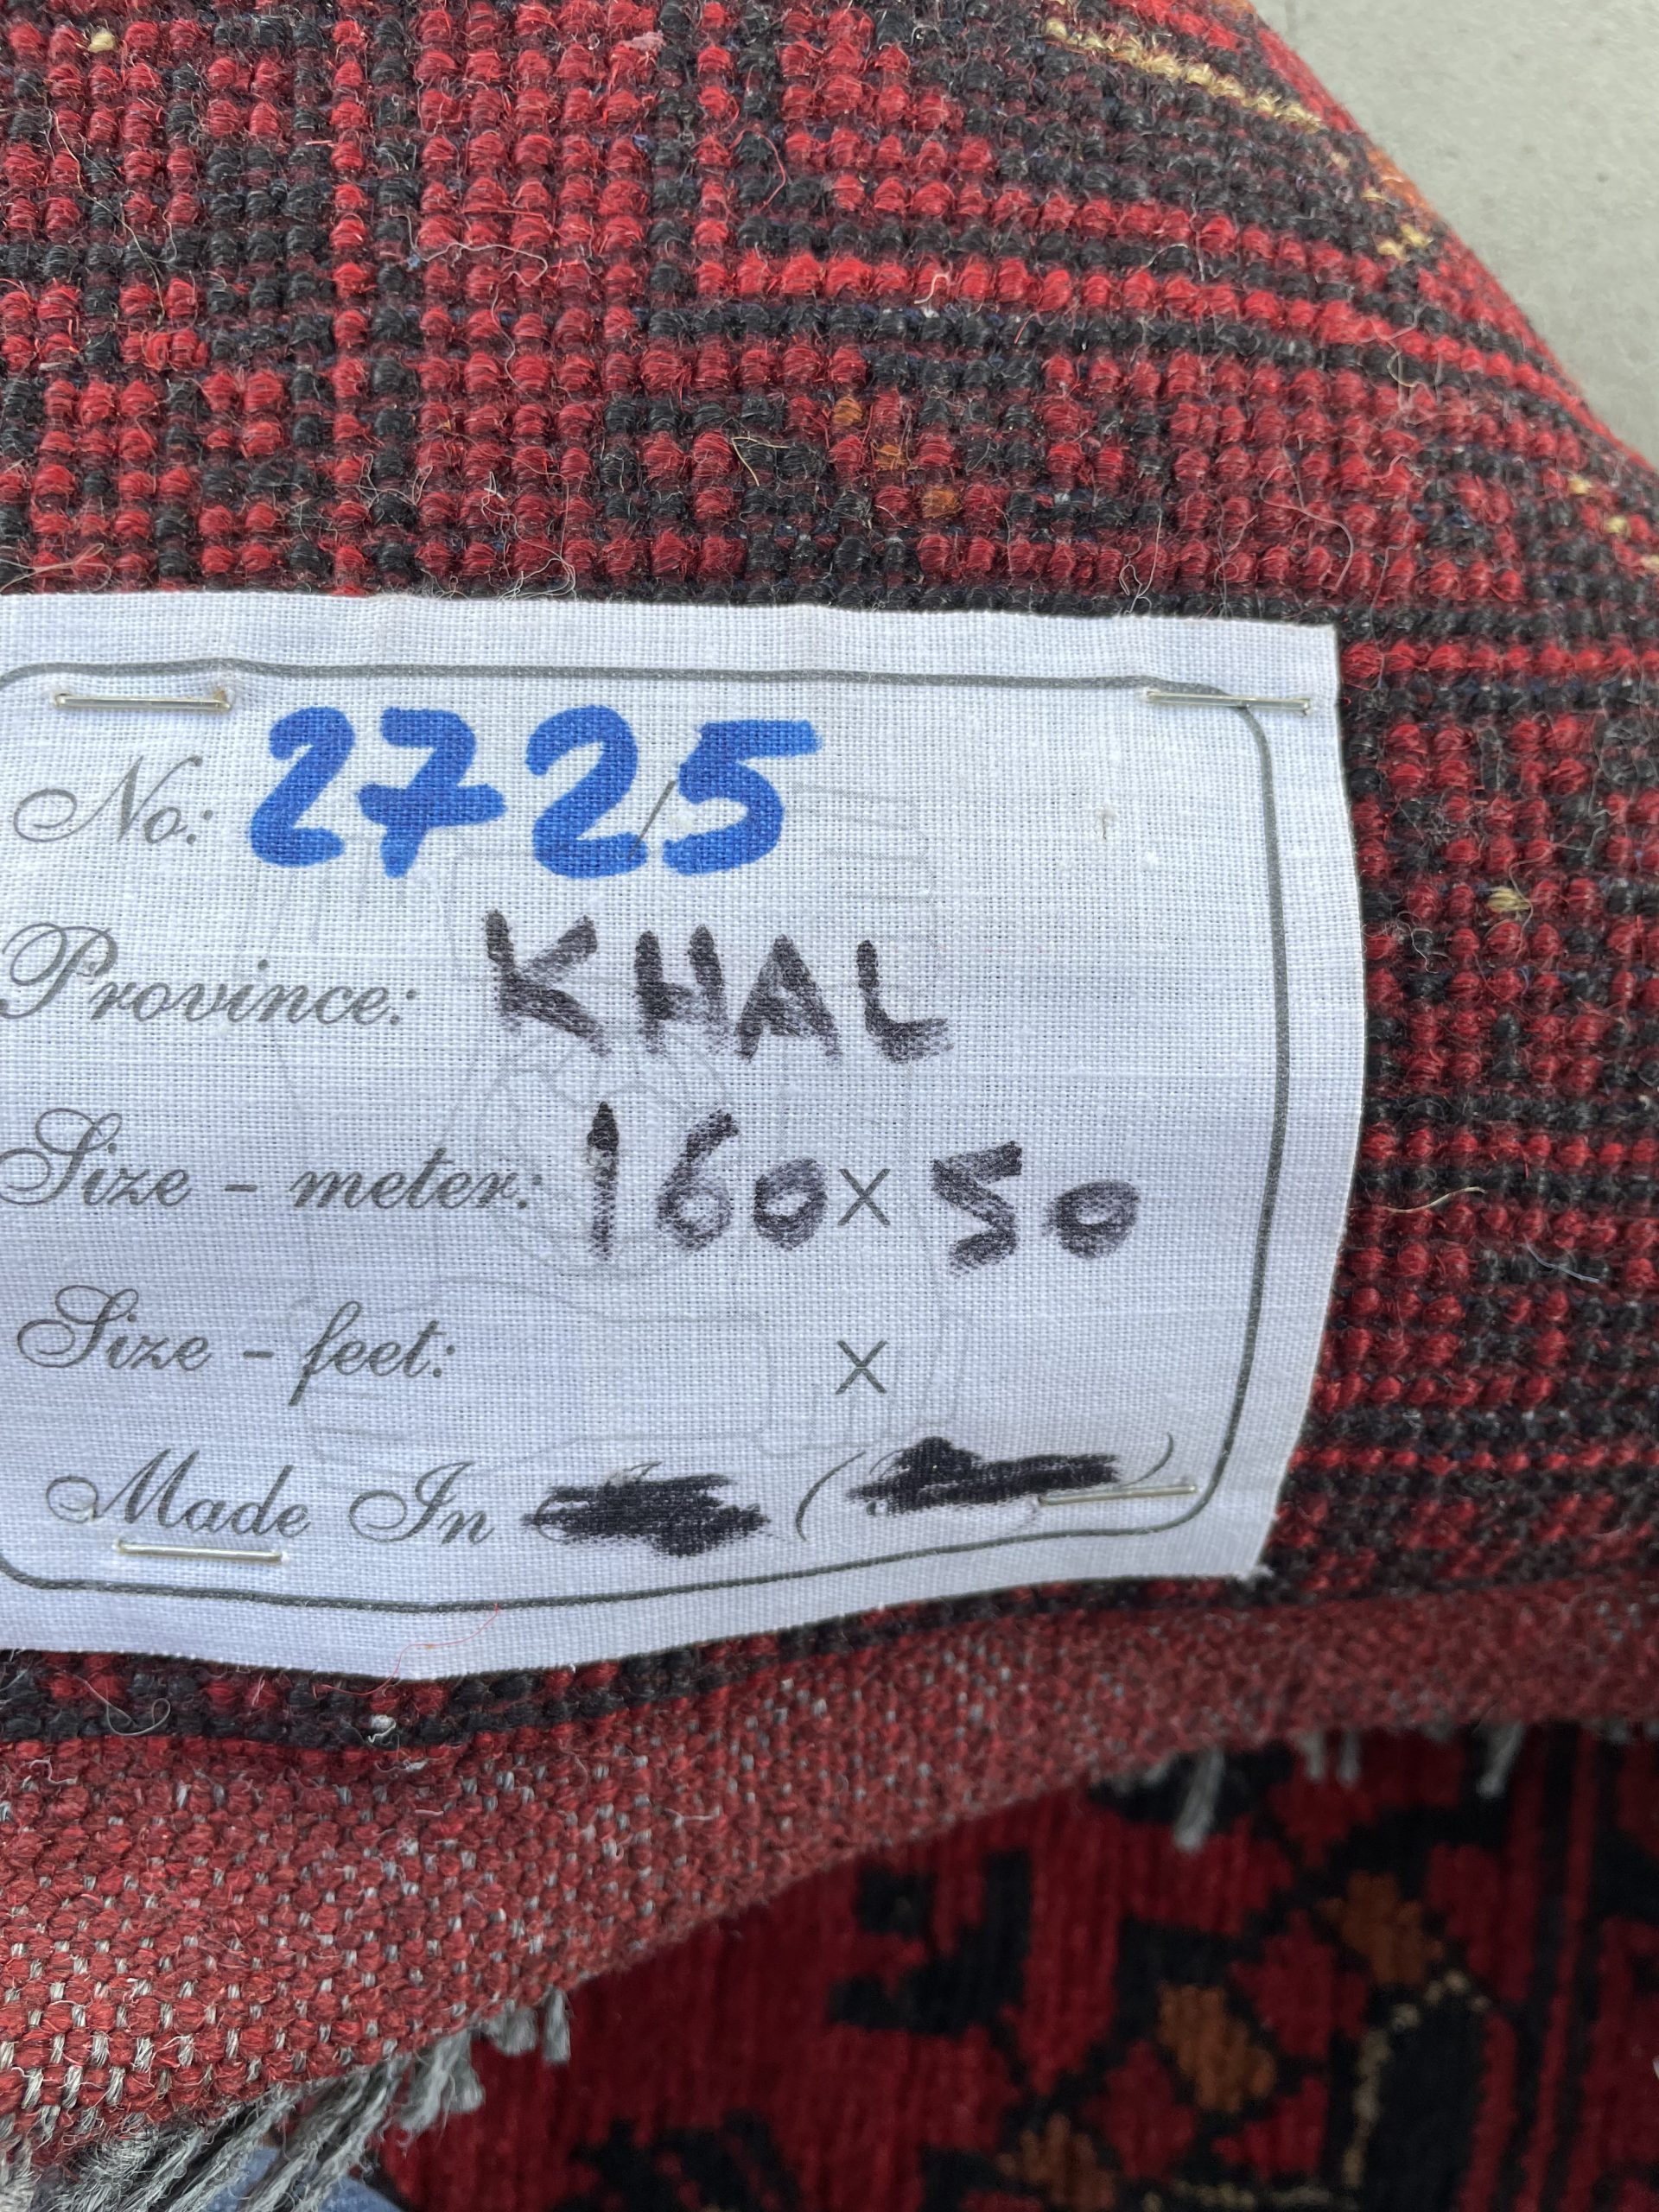 No: 2725
Province: KHAL
Size - meter: 160 x 50
Size - feet: x
Made In ( )